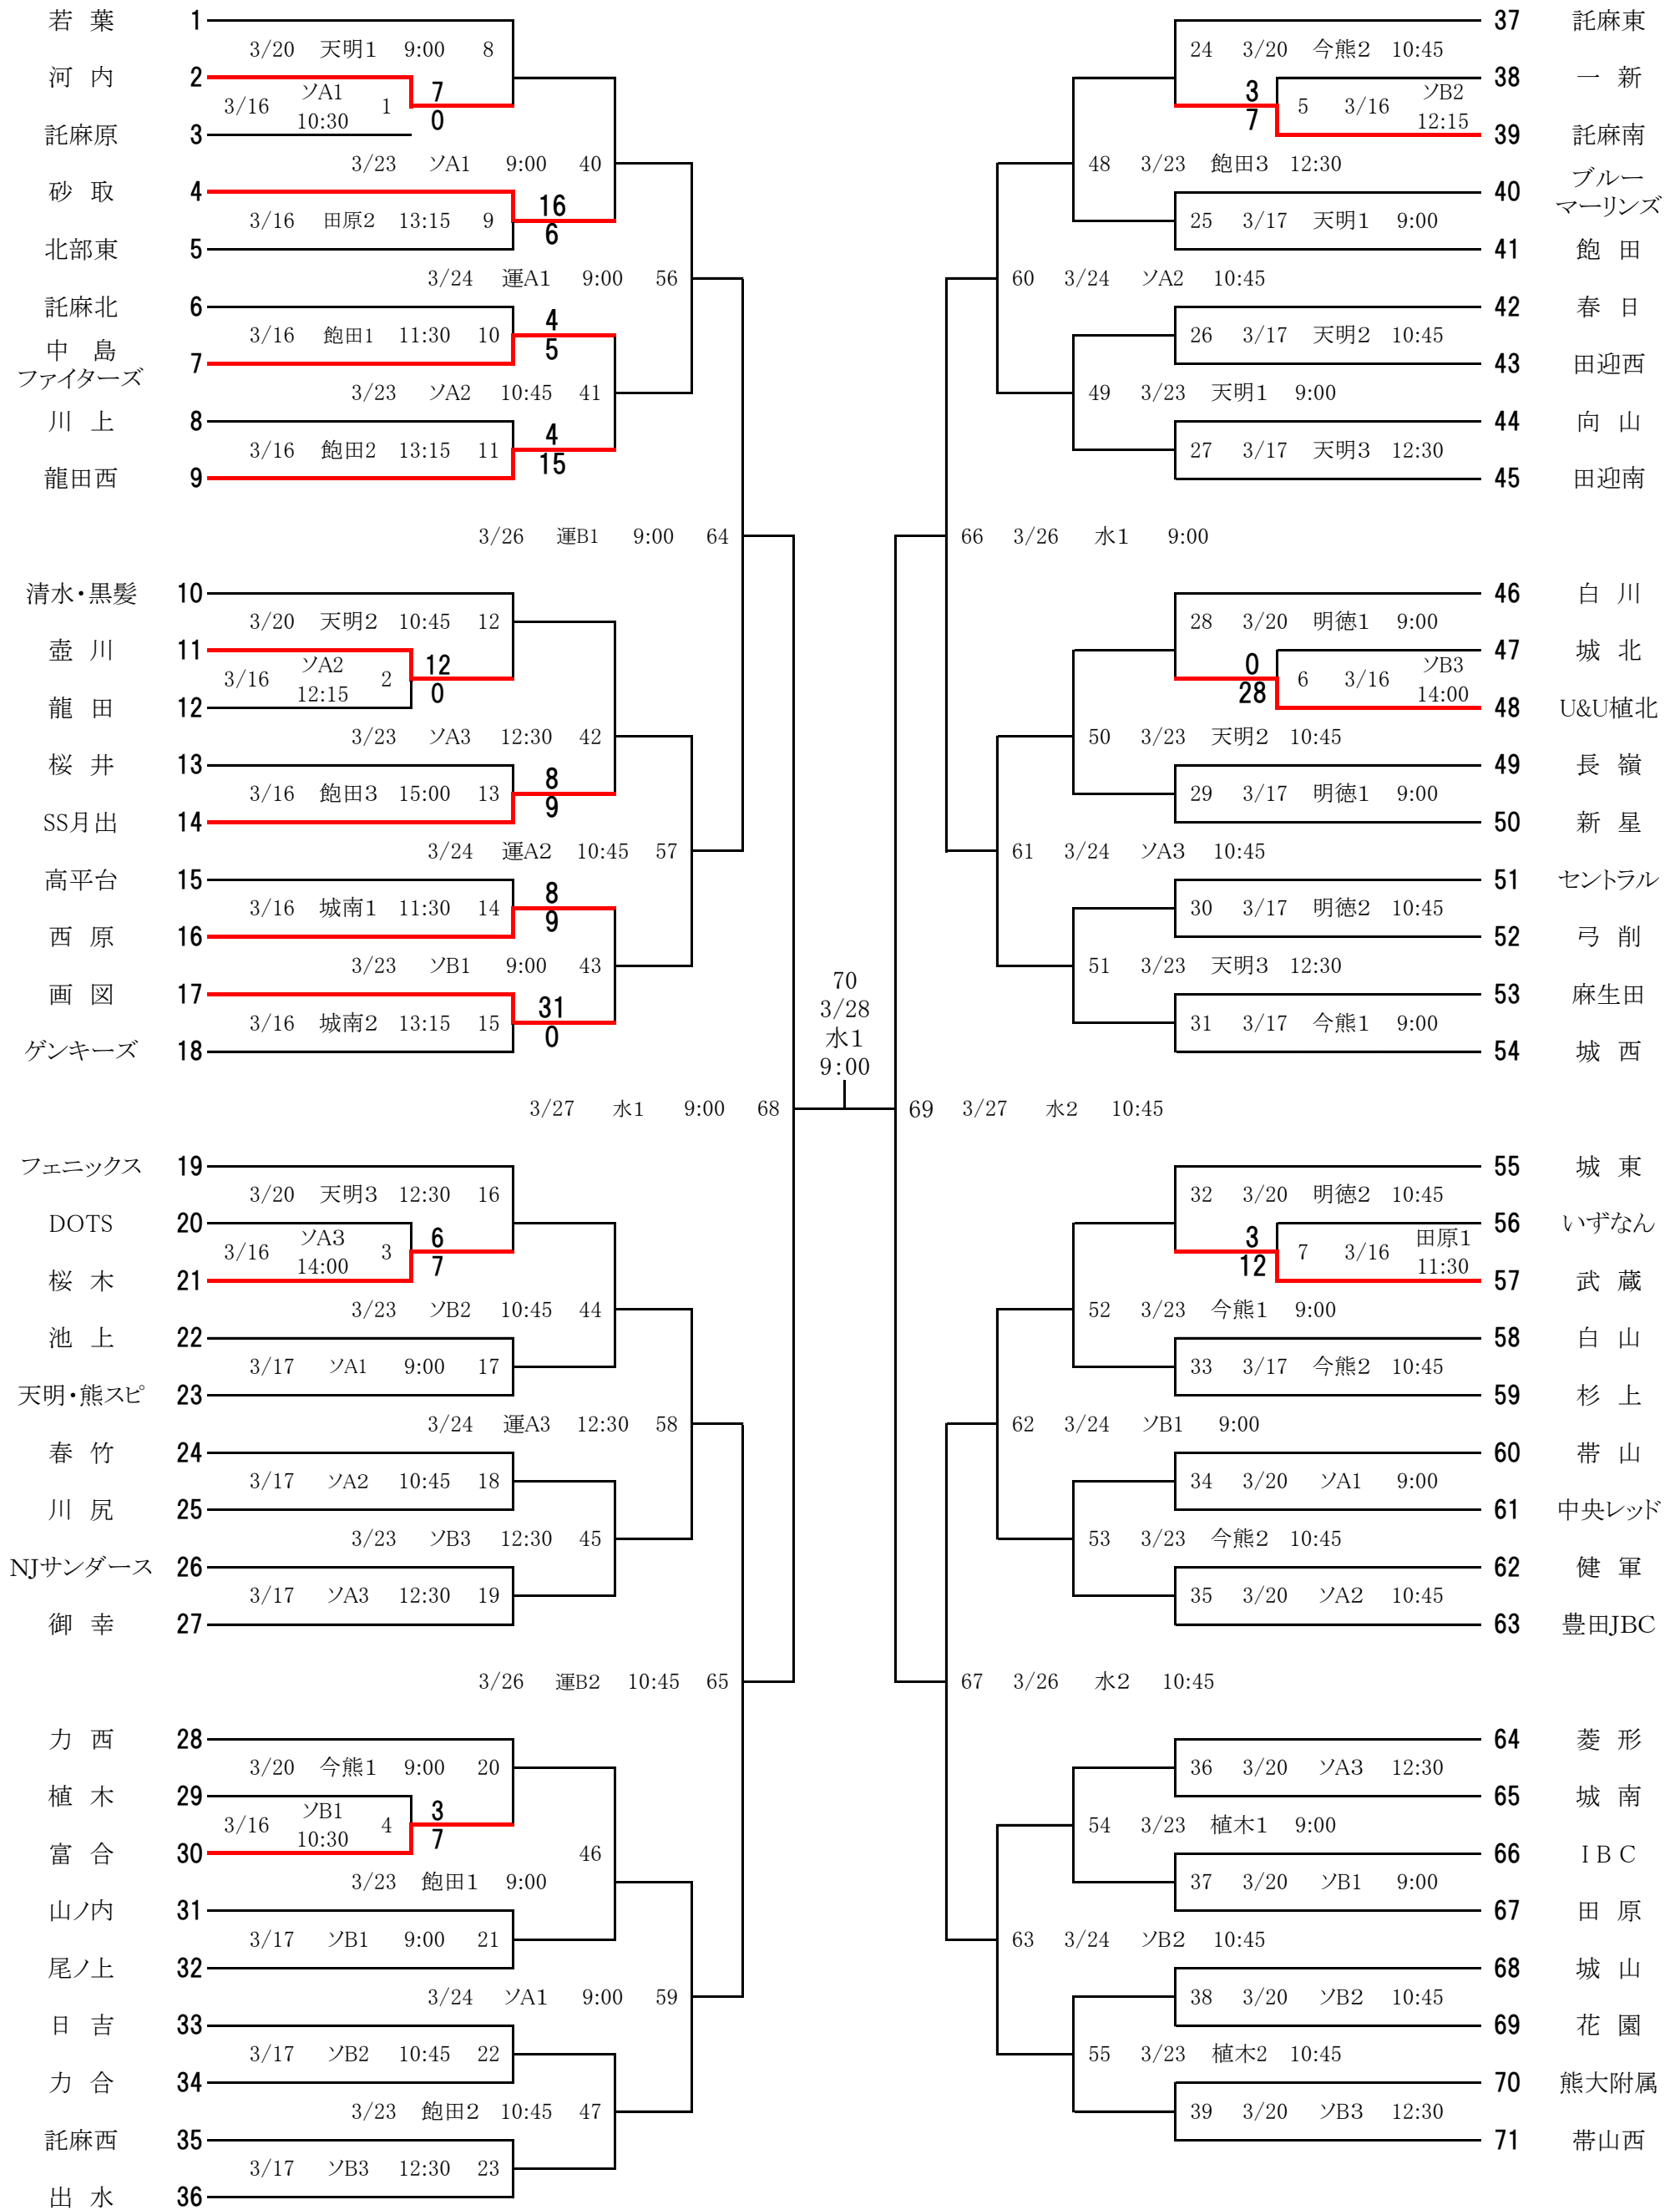 若 葉 1
3/20 天明1 9:00 8
河 内 2
ソA1
3/16 1
10:30
7
0
託麻原 3
3/23 ソA1 9:00 40
砂 取 4
3/16 田原2 13:15 9
16
6
北部東 5
3/24 運A1 9:00 56
託麻北 6
3/16 飽田1 11:30 10
4
5
中 島
ファイターズ 7
3/23 ソA2 10:45 41
川 上 8
3/16 飽田2 13:15 11
4
15
龍田西 9
3/26 運B1 9:00 64
清水・黒髪 10
3/20 天明2 10:45 12
壺 川 11
ソA2
3/16 2
12:15
12
0
龍 田 12
3/23 ソA3 12:30 42
桜 井 13
3/16 飽田3 15:00 13
8
9
SS月出 14
3/24 運A2 10:45 57
高平台 15
3/16 城南1 11:30 14
8
9
西 原 16
3/23 ソB1 9:00 43
画 図 17
3/16 城南2 13:15 15
31
0
ゲンキーズ 18
3/27 水1 9:00 68
フェニックス 19
3/20 天明3 12:30 16
DOTS 20
ソA3
3/16 3
14:00
6
7
桜 木 21
3/23 ソB2 10:45 44
池 上 22
3/17 ソA1 9:00 17
天明・熊スピ 23
3/24 運A3 12:30 58
春 竹 24
3/17 ソA2 10:45 18
川 尻 25
3/23 ソB3 12:30 45
NJサンダース 26
3/17 ソA3 12:30 19
御 幸 27
3/26 運B2 10:45 65
力 西 28
3/20 今熊1 9:00 20
植 木 29
ソB1
3/16 4
10:30
3
7
富 合 30
46
3/23 飽田1 9:00
山ノ内 31
3/17 ソB1 9:00 21
尾ノ上 32
3/24 ソA1 9:00 59
日 吉 33
3/17 ソB2 10:45 22
力 合 34
3/23 飽田2 10:45 47
託麻西 35
3/17 ソB3 12:30 23
出 水 36
70
3/28
水1
9:00
37 託麻東
24 3/20 今熊2 10:45
38 一 新
3
7
ソB2
5 3/16
12:15
39 託麻南
48 3/23 飽田3 12:30
40 ブルー
マーリンズ
25 3/17 天明1 9:00
41 飽 田
60 3/24 ソA2 10:45
42 春 日
26 3/17 天明2 10:45
43 田迎西
49 3/23 天明1 9:00
44 向 山
27 3/17 天明3 12:30
45 田迎南
66 3/26 水1 9:00
46 白 川
28 3/20 明徳1 9:00
47 城 北
0
28
ソB3
6 3/16
14:00
48 U&U植北
50 3/23 天明2 10:45
49 長 嶺
29 3/17 明徳1 9:00
50 新 星
61 3/24 ソA3 10:45
51 セントラル
30 3/17 明徳2 10:45
52 弓 削
51 3/23 天明3 12:30
53 麻生田
31 3/17 今熊1 9:00
54 城 西
69 3/27 水2 10:45
55 城 東
32 3/20 明徳2 10:45
56 いずなん
3
12
田原1
7 3/16
11:30
57 武 蔵
52 3/23 今熊1 9:00
58 白 山
33 3/17 今熊2 10:45
59 杉 上
62 3/24 ソB1 9:00
60 帯 山
34 3/20 ソA1 9:00
61 中央レッド
53 3/23 今熊2 10:45
62 健 軍
35 3/20 ソA2 10:45
63 豊田JBC
67 3/26 水2 10:45
64 菱 形
36 3/20 ソA3 12:30
65 城 南
54 3/23 植木1 9:00
66 I B C
37 3/20 ソB1 9:00
67 田 原
63 3/24 ソB2 10:45
68 城 山
38 3/20 ソB2 10:45
69 花 園
55 3/23 植木2 10:45
70 熊大附属
39 3/20 ソB3 12:30
71 帯山西